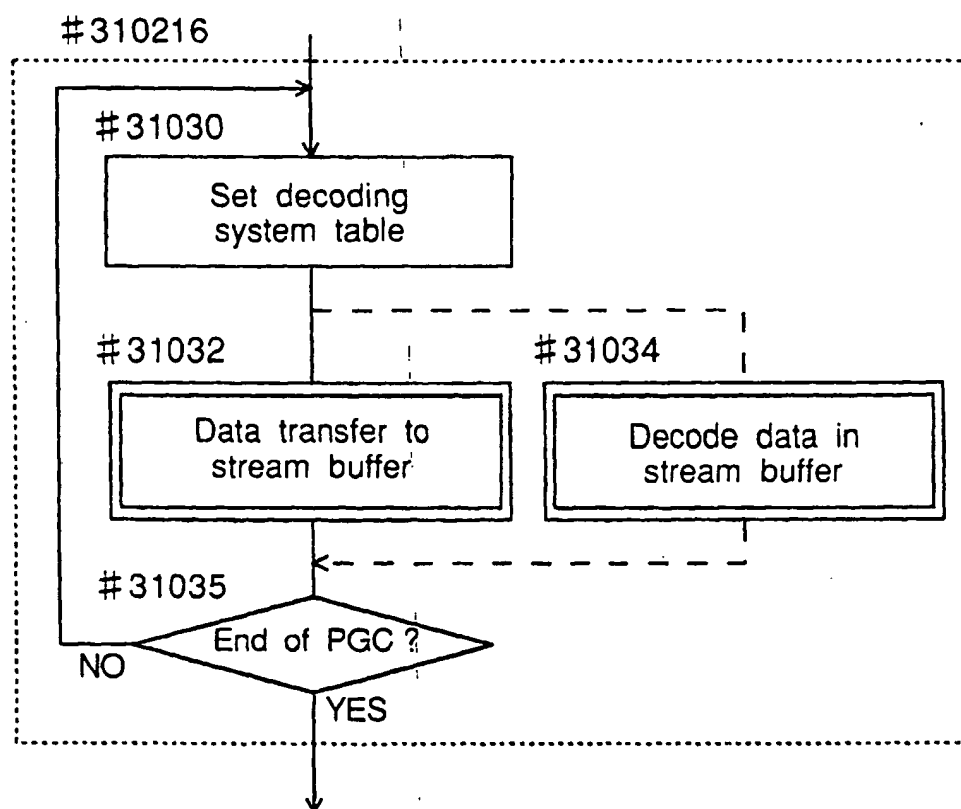 #310216
#31030
Set decoding
system table
#31032
#31034
Data transfer to
stream buffer
Decode data in
stream buffer
#31035
End of PGC?
NO
YES